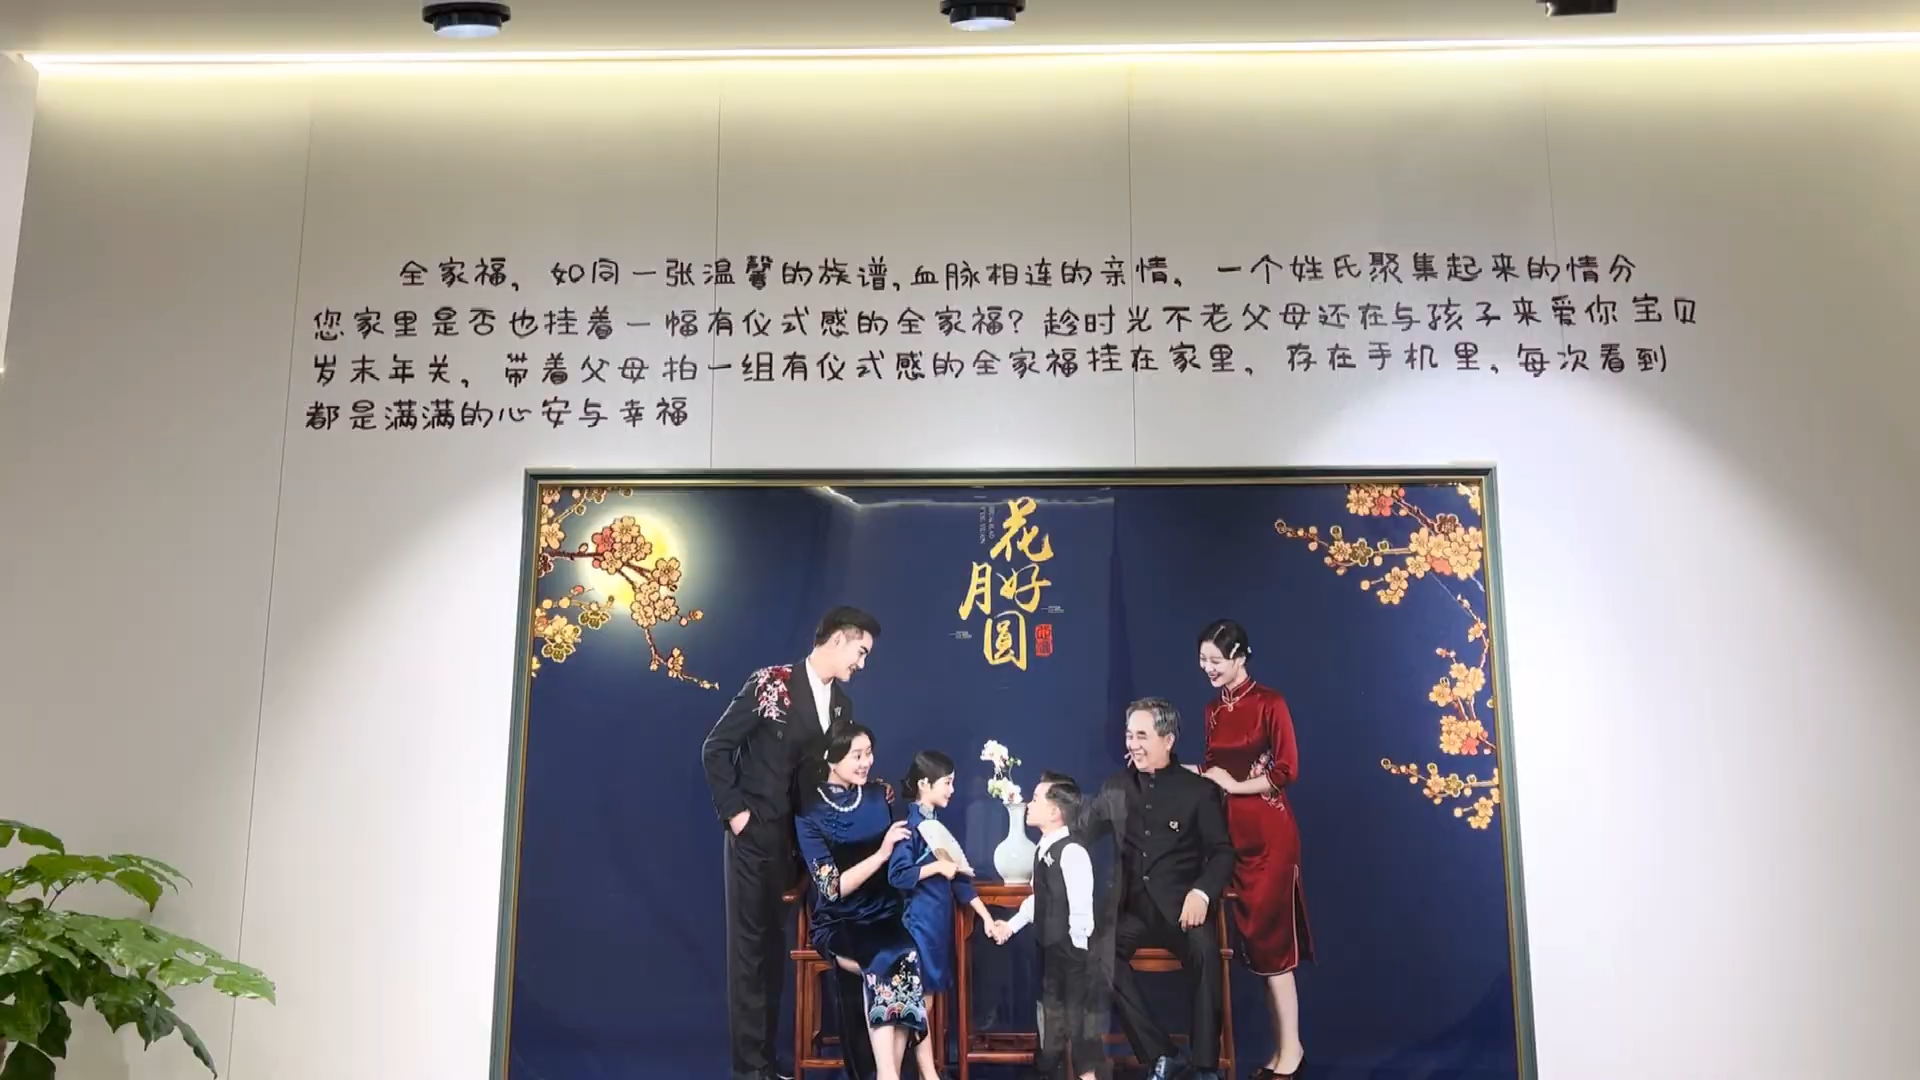 全家福，如同一张温馨的族谱，血脉相连的亲情，一个姓氏聚集起来的情分
您家里是否也挂着一幅有仪式感的全家福？趁时光不老父母还在与孩子来爱你宝贝
岁末年关，带着父母拍一组有仪式感的全家福挂在家里，存在手机里，每次看到
都是满满的心安与幸福
花好
月圆